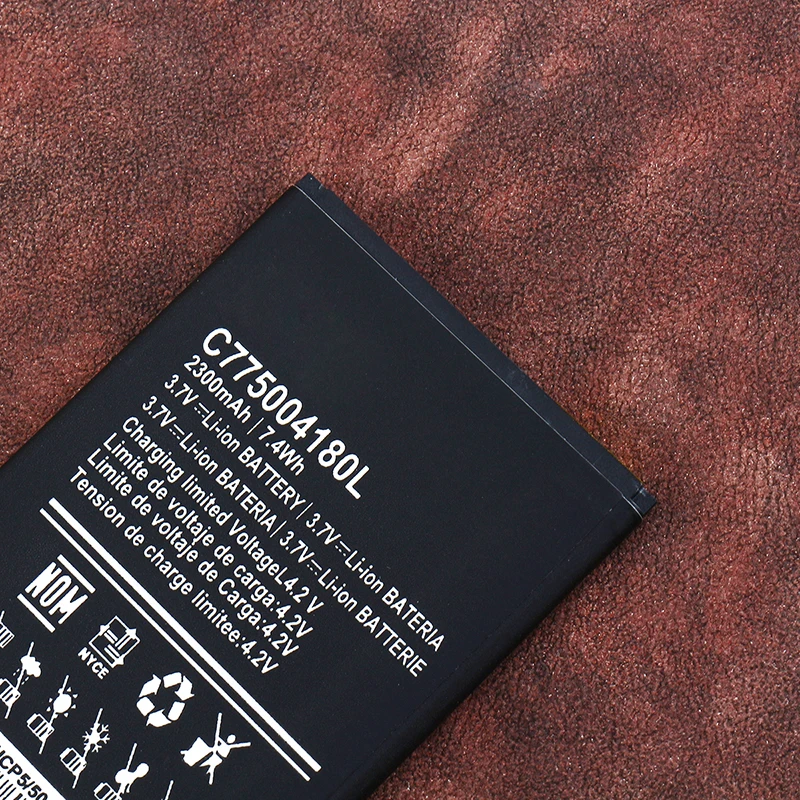 C775004180L
2300mAh | 7.4Wh
3.7V⎓Li-ion BATTERY | 3.7V⎓Li-ion BATERIA
3.7V⎓Li-ion BATERIA | 3.7V⎓Li-ion BATTERIE
Charging limited VoltageL4.2 V
Limite de voltaje de carga:4.2V
Limite de voltaje de Carga:4.2V
Tension de charge limitee:4.2V
NOM
NYCE